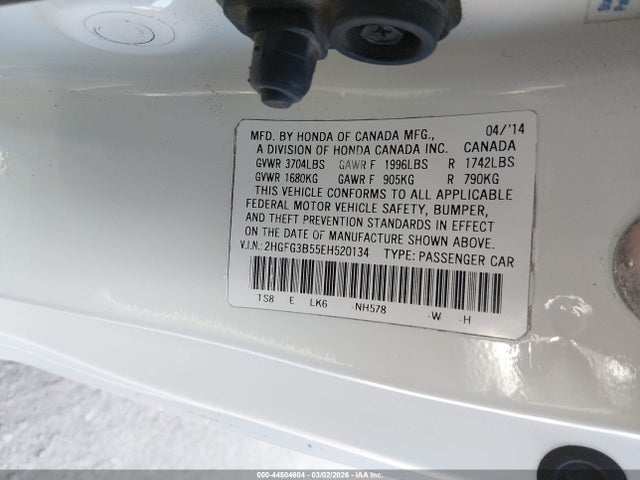 MFD. BY HONDA OF CANADA MFG., 04/'14
A DIVISION OF HONDA CANADA INC. CANADA
GVWR 3704LBS GAWR F 1996LBS R 1742LBS
GVWR 1680KG GAWR F 905KG R 790KG
THIS VEHICLE CONFORMS TO ALL APPLICABLE
FEDERAL MOTOR VEHICLE SAFETY, BUMPER,
AND THEFT PREVENTION STANDARDS IN EFFECT
ON THE DATE OF MANUFACTURE SHOWN ABOVE.
V.I.N.: 2HGFG3B55EH520134 TYPE: PASSENGER CAR
TS8 E LK6 -NH578 -W -H
000-44504604 | 03/02/2026 - IAA, Inc.